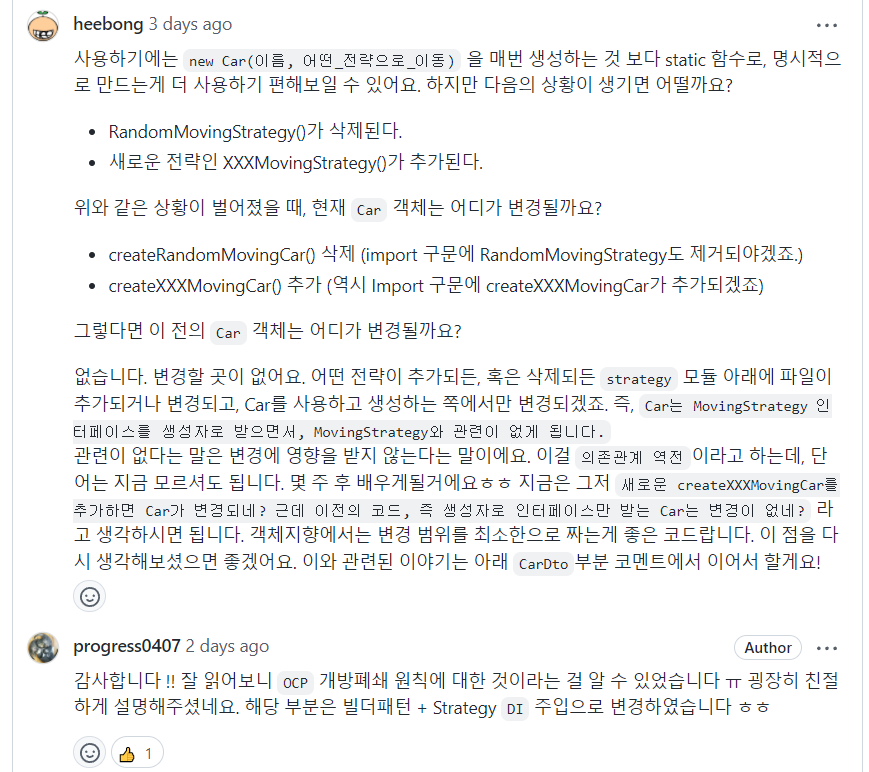 heebong 3 days ago
사용하기에는 new Car(이름, 어떤_전략으로_이동) 을 매번 생성하는 것 보다 static 함수로, 명시적으
로 만드는게 더 사용하기 편해보일 수 있어요. 하지만 다음의 상황이 생기면 어떨까요?
• RandomMovingStrategy()가 삭제된다.
• 새로운 전략인 XXXMovingStrategy()가 추가된다.
위와 같은 상황이 벌어졌을 때, 현재 Car 객체는 어디가 변경될까요?
• createRandomMovingCar() 삭제 (import 구문에 RandomMovingStrategy도 제거되야겠죠.)
• createXXXMovingCar() 추가 (역시 Import 구문에 createXXXMovingCar가 추가되겠죠)
그렇다면 이 전의 Car 객체는 어디가 변경될까요?
없습니다. 변경할 곳이 없어요. 어떤 전략이 추가되든, 혹은 삭제되든 strategy 모듈 아래에 파일이
추가되거나 변경되고, Car를 사용하고 생성하는 쪽에서만 변경되겠죠. 즉, Car는 MovingStrategy 인
터페이스를 생성자로 받으면서, MovingStrategy와 관련이 없게 됩니다.
관련이 없다는 말은 변경에 영향을 받지 않는다는 말이에요. 이걸 의존관계 역전 이라고 하는데, 단
어는 지금 모르셔도 됩니다. 몇 주 후 배우게될거에요ㅎㅎ 지금은 그저 새로운 createXXXMovingCar를
추가하면 Car가 변경되네? 근데 이전의 코드, 즉 생성자로 인터페이스만 받는 Car는 변경이 없네? 라
고 생각하시면 됩니다. 객체지향에서는 변경 범위를 최소한으로 짜는게 좋은 코드랍니다. 이 점을 다
시 생각해보셨으면 좋겠어요. 이와 관련된 이야기는 아래 CarDto 부분 코멘트에서 이어서 할게요!
progress0407 2 days ago Author
감사합니다 !! 잘 읽어보니 OCP 개방폐쇄 원칙에 대한 것이라는 걸 알 수 있었습니다 ㅠ 굉장히 친절
하게 설명해주셨네요. 해당 부분은 빌더패턴 + Strategy DI 주입으로 변경하였습니다 ㅎㅎ
1